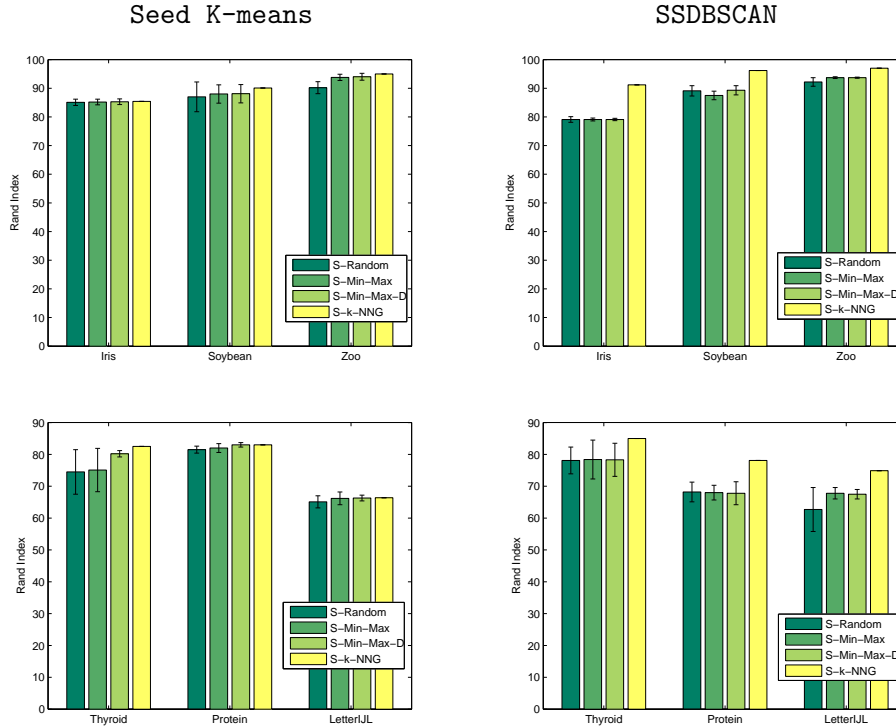 Seed K-means
SSDBSCAN
100
90
80
70
60
50
40
30
20
10
0
Rand Index
Iris
Soybean
Zoo
S-Random
S-Min-Max
S-Min-Max-D
S-k-NNG
100
90
80
70
60
50
40
30
20
10
0
Rand Index
Iris
Soybean
Zoo
S-Random
S-Min-Max
S-Min-Max-D
S-k-NNG
90
80
70
60
50
40
30
20
10
0
Rand Index
Thyroid
Protein
LetterIJL
S-Random
S-Min-Max
S-Min-Max-D
S-k-NNG
90
80
70
60
50
40
30
20
10
0
Rand Index
Thyroid
Protein
LetterIJL
S-Random
S-Min-Max
S-Min-Max-D
S-k-NNG